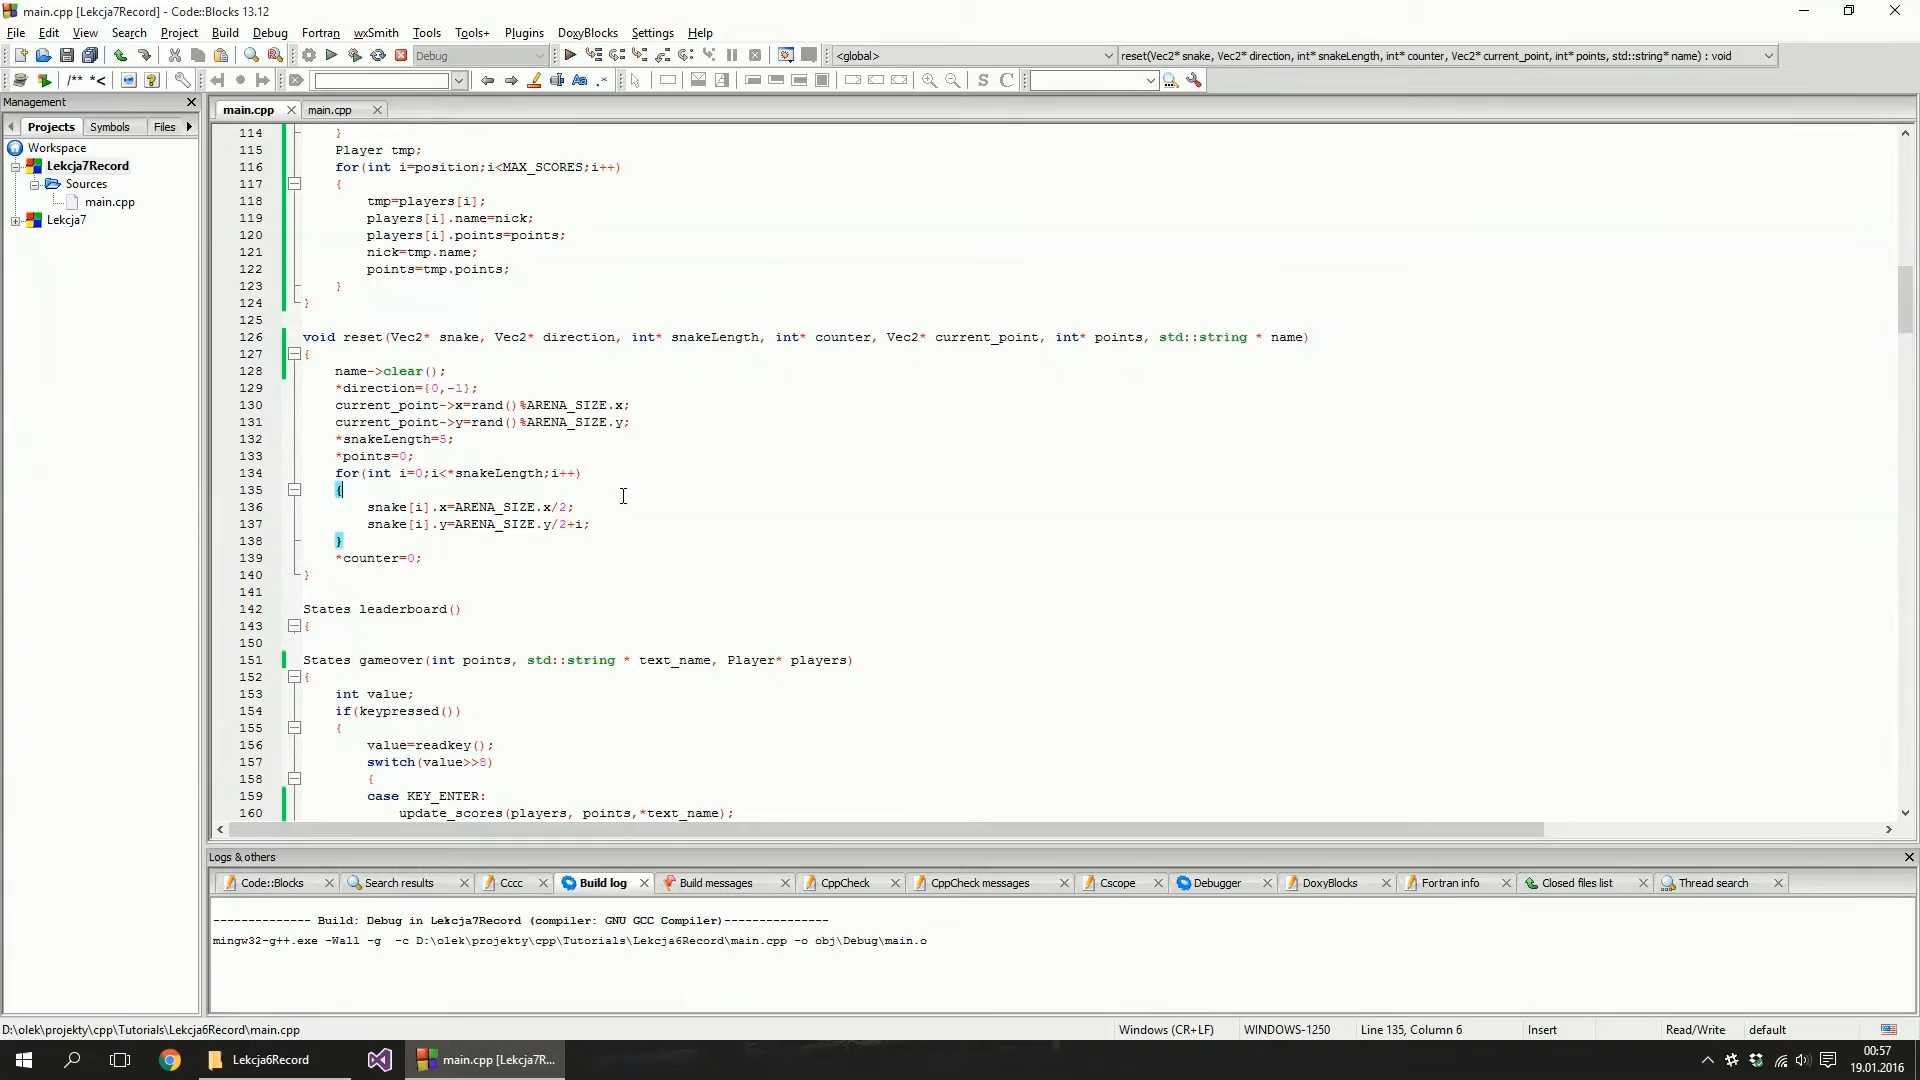 main.cpp [Lekcja7Record] - Code::Blocks 13.12
File Edit View Search Project Build Debug Fortran wxSmith Tools Tools+ Plugins Settings Help
Debug
<global>
reset(Vec2* snake, Vec2* direction, int* snakeLength, int* counter, Vec2* current_point, int* points, std::string* name) : void
/** *<
Aa .* S C
Management
main.cpp main.cpp
Projects Symbols Files
Workspace
Lekcja7Record
Sources
main.cpp
Lekcja7
114 }
115 Player tmp;
116 for(int i=position;i<MAX_SCORES;i++)
117 {
118 tmp=players[i];
119 players[i].name=nick;
120 players[i].points=points;
121 nick=tmp.name;
122 points=tmp.points;
123 }
124 }
125
126 void reset(Vec2* snake, Vec2* direction, int* snakeLength, int* counter, Vec2* current_point, int* points, std::string * name)
127 {
128 name->clear();
129 *direction={0,-1};
130 current_point->x=rand()%ARENA_SIZE.x;
131 current_point->y=rand()%ARENA_SIZE.y;
132 *snakeLength=5;
133 *points=0;
134 for(int i=0;i<*snakeLength;i++)
135 {
136 snake[i].x=ARENA_SIZE.x/2;
137 snake[i].y=ARENA_SIZE.y/2+i;
138 }
139 *counter=0;
140 }
141
142 States leaderboard()
143 {
150
151 States gameover(int points, std::string * text_name, Player* players)
152 {
153 int value;
154 if(keypressed())
155 {
156 value=readkey();
157 switch(value>>8)
158 {
159 case KEY_ENTER:
160 update_scores(players, points,*text_name);
Logs & others
Code::Blocks Search results Cccc Build log Build messages CppCheck CppCheck messages Cscope Debugger DoxyBlocks Fortran info Closed files list Thread search
-------------- Build: Debug in Lekcja7Record (compiler: GNU GCC Compiler)---------------
mingw32-g++.exe -Wall -g -c D:\olek\projekty\cpp\Tutorials\Lekcja6Record\main.cpp -o obj\Debug\main.o
D:\olek\projekty\cpp\Tutorials\Lekcja6Record\main.cpp
Windows (CR+LF) WINDOWS-1250 Line 135, Column 6 Insert Read/Write default
Lekcja6Record
main.cpp [Lekcja7R...
00:57
19.01.2016